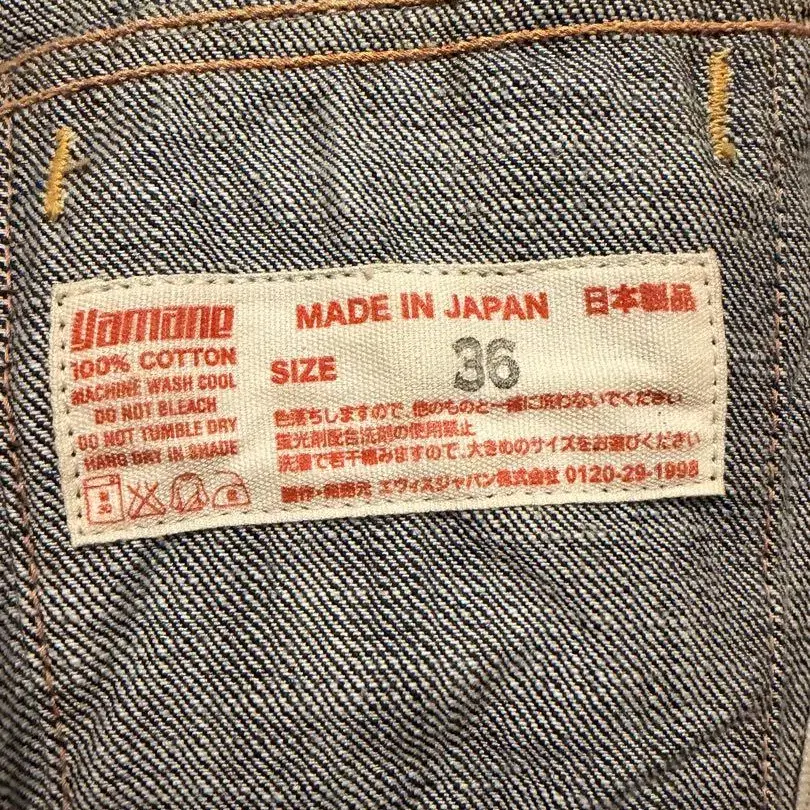 yamane
MADE IN JAPAN 日本製品
100% COTTON
MACHINE WASH COOL
DO NOT BLEACH
DO NOT TUMBLE DRY
HANG DRY IN SHADE
SIZE 36
色落ちしますので、他のものと一緒に洗わないでください
蛍光剤配合洗剤の使用禁止
洗濯で若干縮みますので、大きめのサイズをお選びください
製作・発売元 エヴィスジャパン株式会社 0120-29-1998